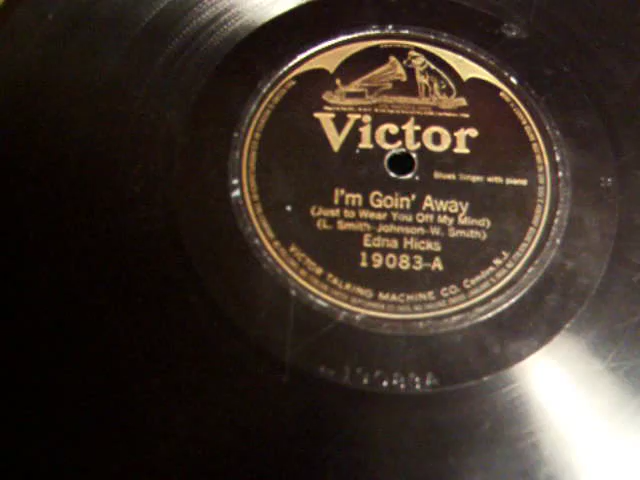 Victor
Blues Singer with piano
I'm Goin' Away
(Just to Wear You Off My Mind)
(L. Smith-Johnson-W. Smith)
Edna Hicks
19083-A
VICTOR TALKING MACHINE CO. Camden, N.J.